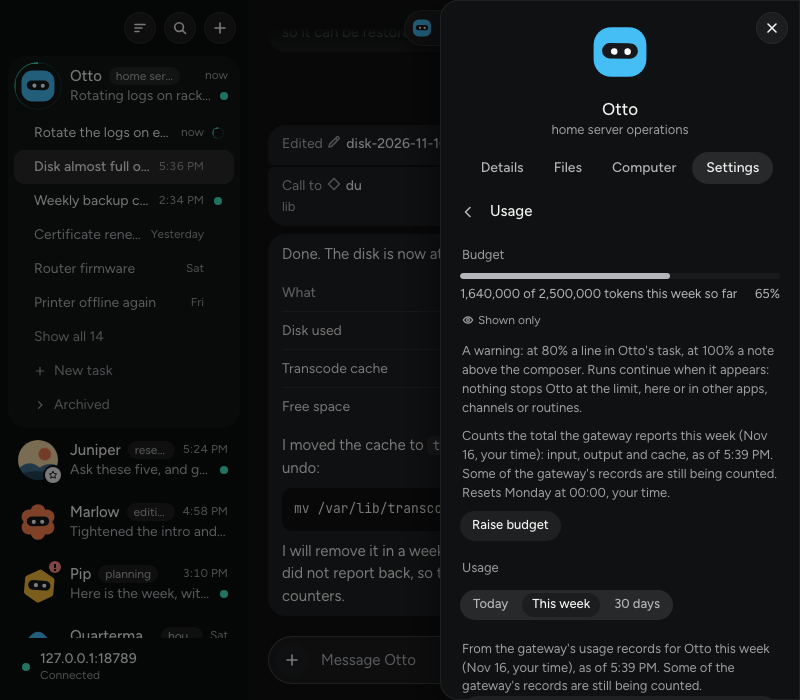 Otto home ser... now
Rotating logs on rack...
Rotate the logs on e... now
Disk almost full o... 5:36 PM
Weekly backup c... 2:34 PM
Certificate rene... Yesterday
Router firmware Sat
Printer offline again Fri
Show all 14
+ New task
Archived
Juniper rese... 5:24 PM
Ask these five, and g...
Marlow editi... 4:58 PM
Tightened the intro and...
Pip planning 3:10 PM
Here is the week, wit...
Quarterma hou Sat
127.0.0.1:18789
Connected
so it can be restor
Edited disk-2026-11-1
Call to du
lib
Done. The disk is now at
What
Disk used
Transcode cache
Free space
I moved the cache to
undo:
mv /var/lib/transco
I will remove it in a week
did not report back, so t
counters.
Message Otto
Otto
home server operations
Details Files Computer Settings
Usage
Budget
1,640,000 of 2,500,000 tokens this week so far 65%
Shown only
A warning: at 80% a line in Otto's task, at 100% a note
above the composer. Runs continue when it appears:
nothing stops Otto at the limit, here or in other apps,
channels or routines.
Counts the total the gateway reports this week (Nov
16, your time): input, output and cache, as of 5:39 PM.
Some of the gateway's records are still being counted.
Resets Monday at 00:00, your time.
Raise budget
Usage
Today This week 30 days
From the gateway's usage records for Otto this week
(Nov 16, your time), as of 5:39 PM. Some of the
gateway's records are still being counted.